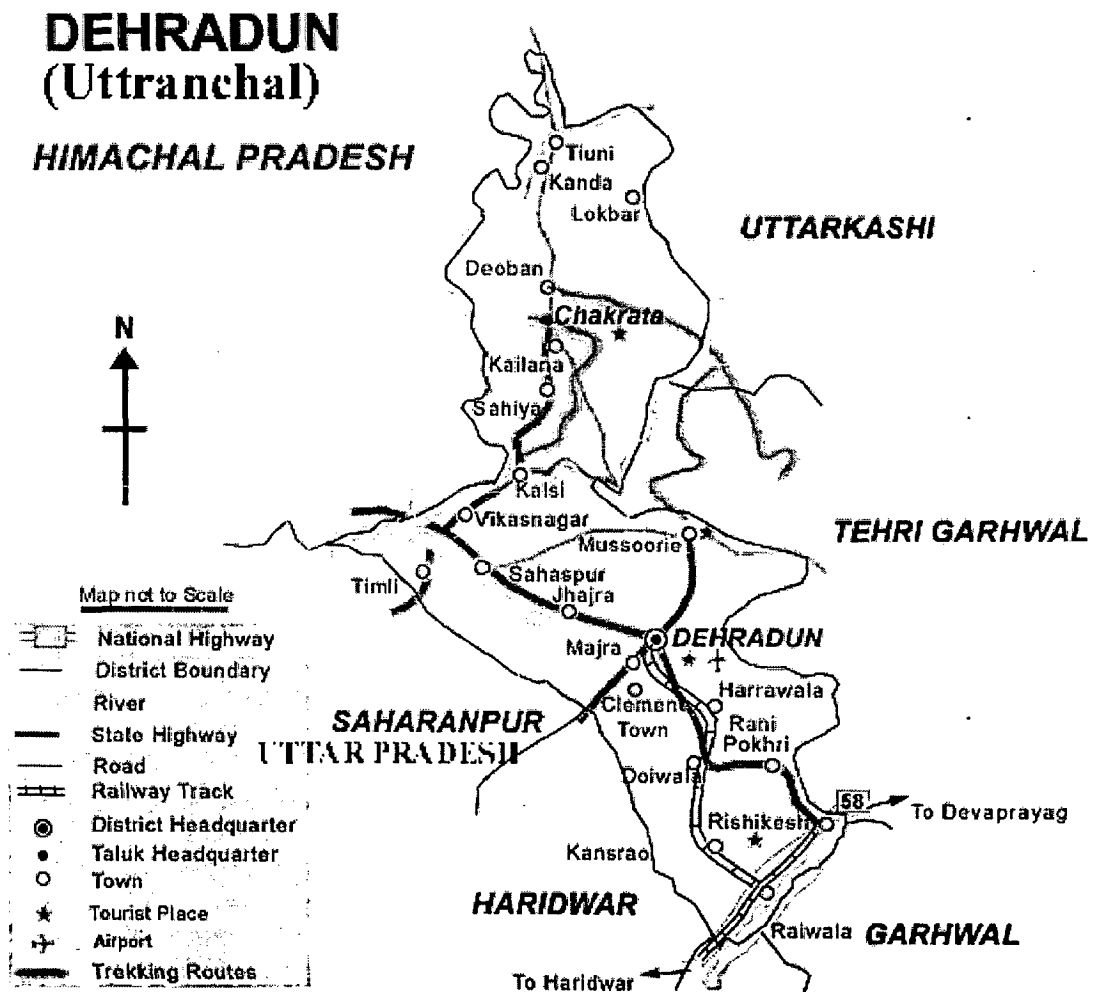 DEHRADUN
(Uttranchal)
HIMACHAL PRADESH
Tiuni
Kanda
Lokbar
UTTARKASHI
Deoban
Chakrata
N
Kailana
Sahiya
Kalsi
Vikasnagar
Mussoorie
TEHRI GARHWAL
Timli
Sahaspur
Jhajra
Map not to Scale
National Highway
District Boundary
River
State Highway
Road
Railway Track
District Headquarter
Taluk Headquarter
Town
Tourist Place
Airport
Trekking Routes
DEHRADUN
Majra
Harrawala
Clement
Town
SAHARANPUR
UTTAR PRADESH
Rani
Pokhri
Doiwala
58
To Devaprayag
Rishikesh
Kansrao
HARIDWAR
Raiwala
GARHWAL
To Haridwar